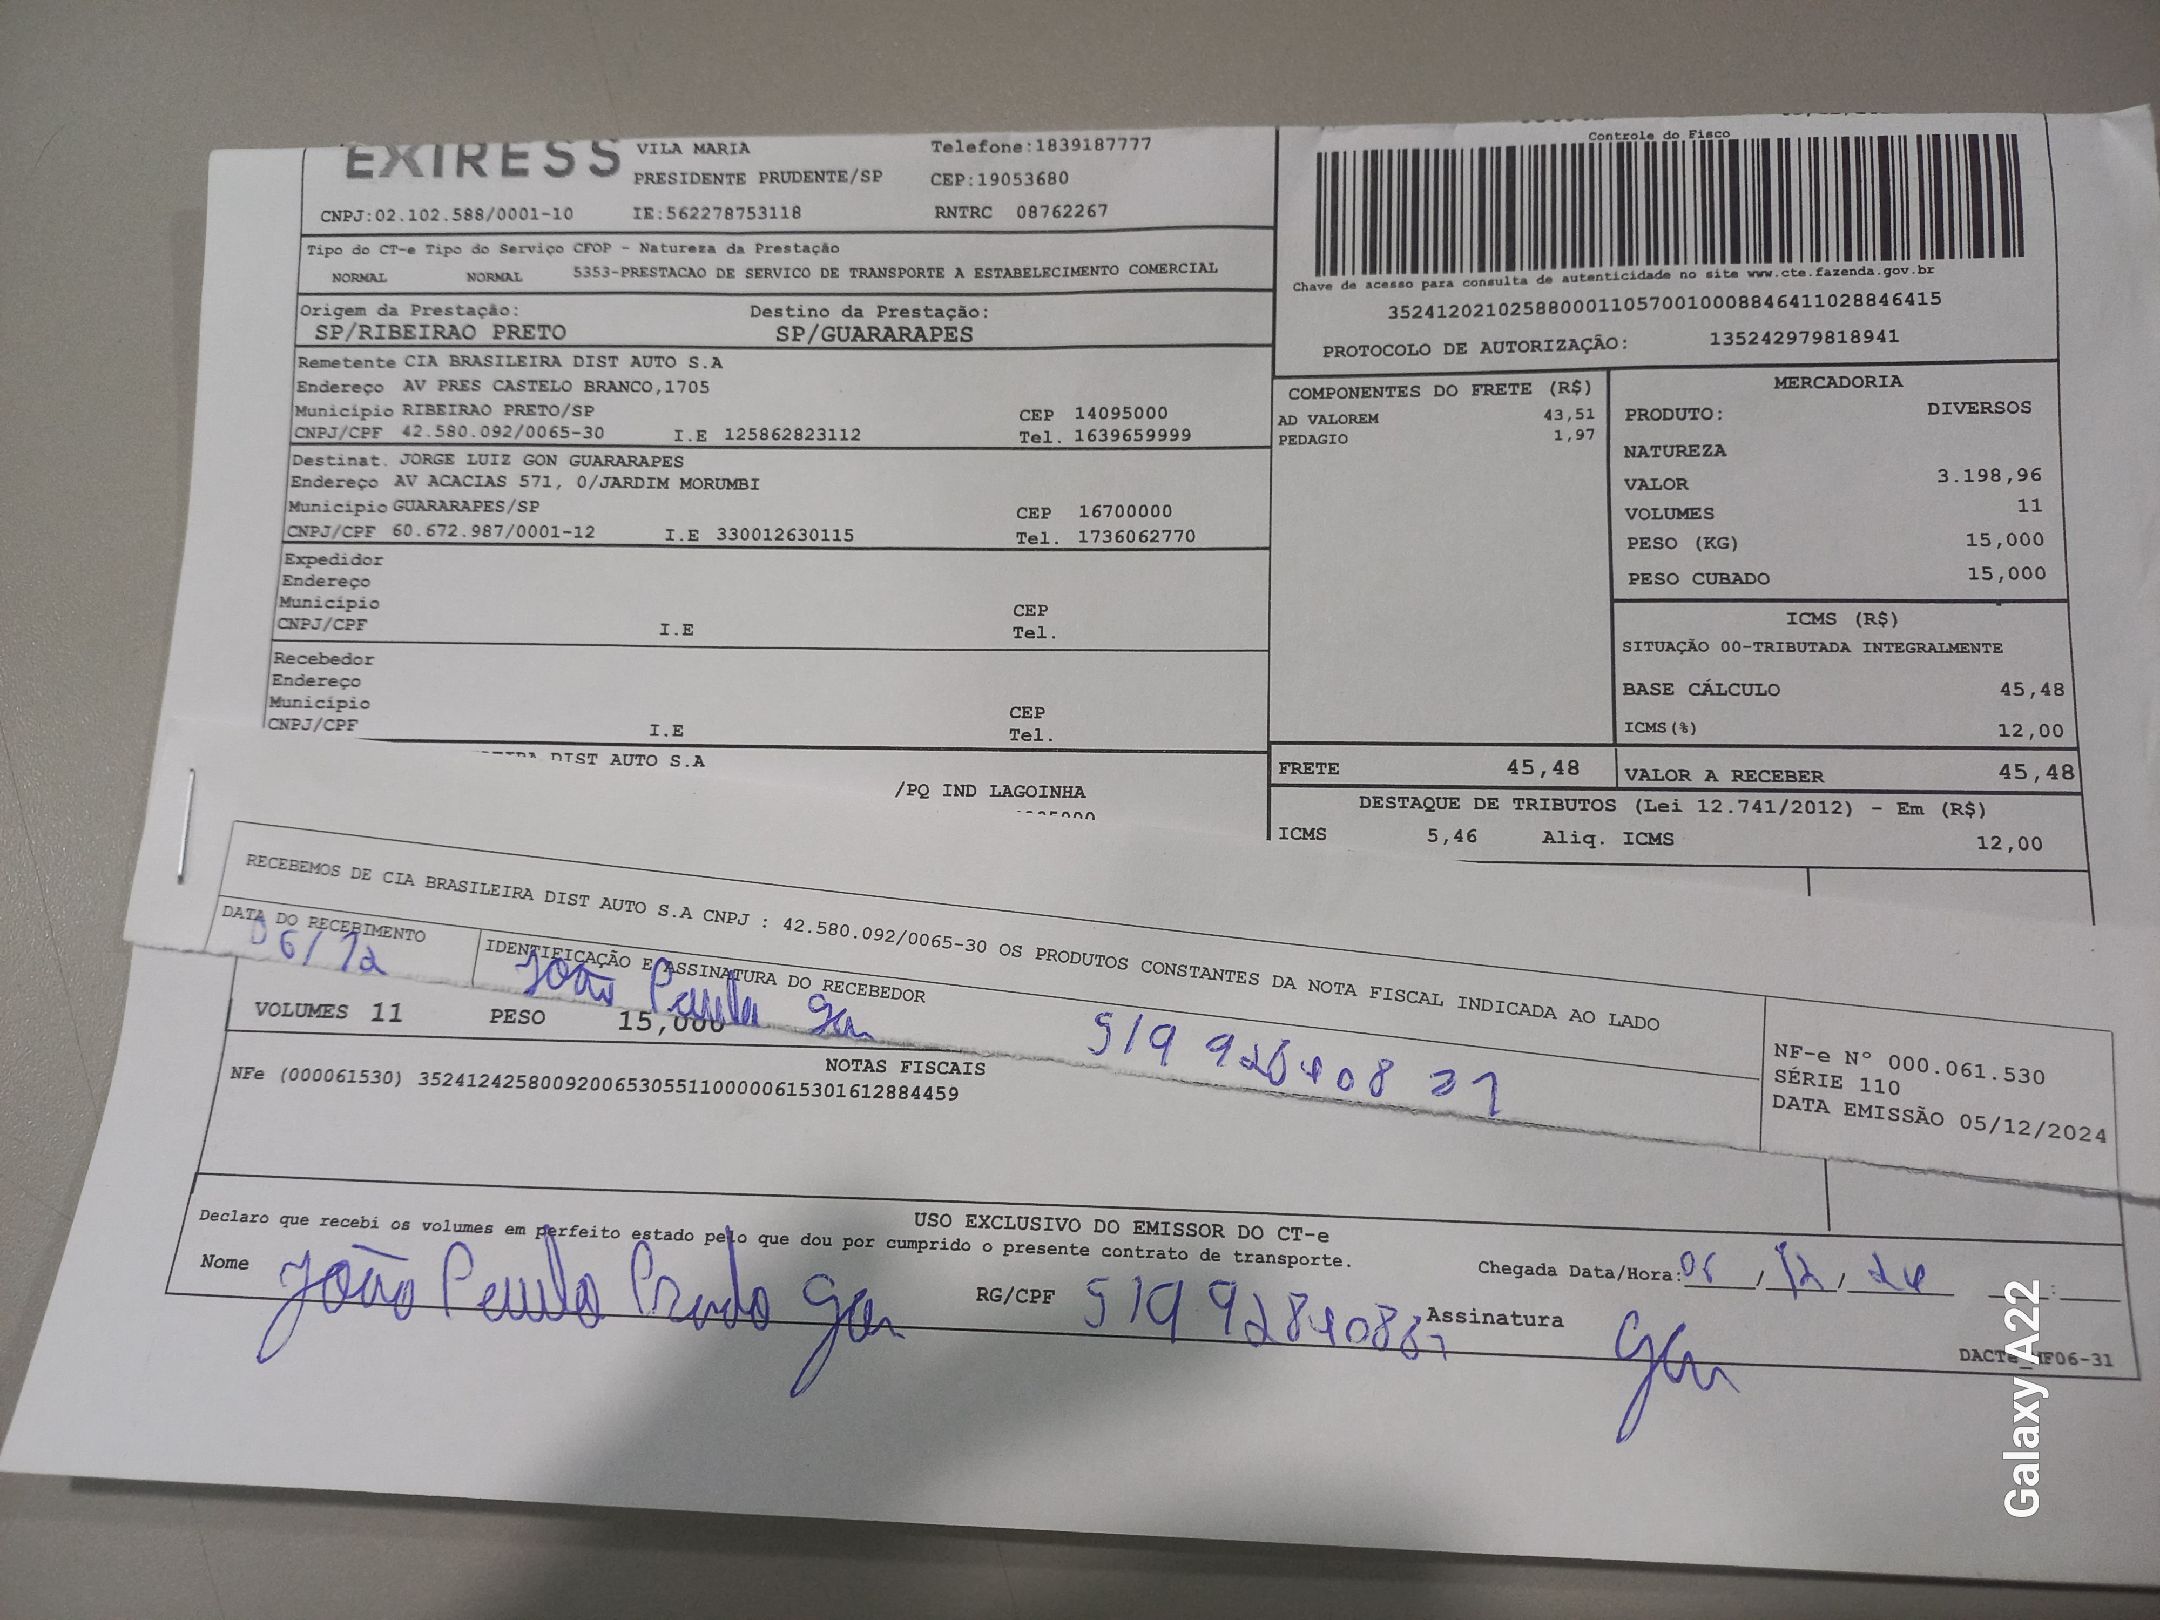 EXPRESS VILA MARIA Telefone:1839187777
PRESIDENTE PRUDENTE/SP CEP:19053680
CNPJ:02.102.588/0001-10 IE:562278753118 RNTRC 08762267
Tipo do CT-e Tipo do Serviço CFOP - Natureza da Prestação
NORMAL NORMAL 5353-PRESTACAO DE SERVICO DE TRANSPORTE A ESTABELECIMENTO COMERCIAL
Origem da Prestação: Destino da Prestação:
SP/RIBEIRAO PRETO SP/GUARARAPES
Remetente CIA BRASILEIRA DIST AUTO S.A
Endereço AV PRES CASTELO BRANCO,1705
Município RIBEIRAO PRETO/SP CEP 14095000
CNPJ/CPF 42.580.092/0065-30 I.E 125862823112 Tel. 1639659999
Destinat. JORGE LUIZ GON GUARARAPES
Endereço AV ACACIAS 571, 0/JARDIM MORUMBI
Município GUARARAPES/SP CEP 16700000
CNPJ/CPF 60.672.987/0001-12 I.E 330012630115 Tel. 1736062770
Expedidor
Endereço
Município CEP
CNPJ/CPF I.E Tel.
Recebedor
Endereço
Município CEP
CNPJ/CPF I.E Tel.
DIST AUTO S.A
/PQ IND LAGOINHA
Controle do Fisco
Chave de acesso para consulta de autenticidade no site www.cte.fazenda.gov.br
35241202102588000110570010008846411028846415
PROTOCOLO DE AUTORIZAÇÃO: 135242979818941
COMPONENTES DO FRETE (R$)
AD VALOREM 43,51
PEDAGIO 1,97
MERCADORIA
PRODUTO: DIVERSOS
NATUREZA
VALOR 3.198,96
VOLUMES 11
PESO (KG) 15,000
PESO CUBADO 15,000
ICMS (R$)
SITUAÇÃO 00-TRIBUTADA INTEGRALMENTE
BASE CÁLCULO 45,48
ICMS(%) 12,00
FRETE 45,48 VALOR A RECEBER 45,48
DESTAQUE DE TRIBUTOS (Lei 12.741/2012) - Em (R$)
ICMS 5,46 Aliq. ICMS 12,00
RECEBEMOS DE CIA BRASILEIRA DIST AUTO S.A CNPJ : 42.580.092/0065-30 OS PRODUTOS CONSTANTES DA NOTA FISCAL INDICADA AO LADO
DATA DO RECEBIMENTO IDENTIFICAÇÃO E ASSINATURA DO RECEBEDOR
06/12 João Paulo
NF-e Nº 000.061.530
SÉRIE 110
DATA EMISSÃO 05/12/2024
VOLUMES 11 PESO 15,000
NOTAS FISCAIS
NFe (000061530) 35241242580092006530551100000615301612884459
USO EXCLUSIVO DO EMISSOR DO CT-e
Declaro que recebi os volumes em perfeito estado pelo que dou por cumprido o presente contrato de transporte.
Nome João Paulo Prado RG/CPF Assinatura
Chegada Data/Hora: 06/12/24 :
DACTe_MF06-31
Galaxy A22